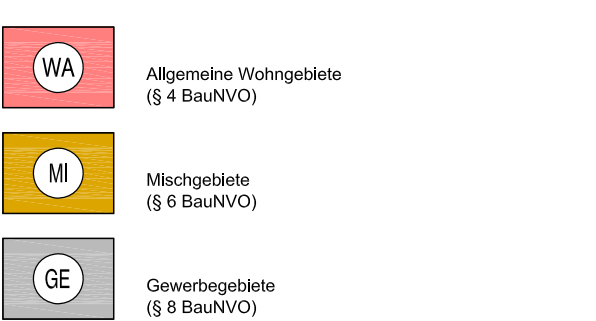 WA
Allgemeine Wohngebiete
(§ 4 BauNVO)
MI
Mischgebiete
(§ 6 BauNVO)
GE
Gewerbegebiete
(§ 8 BauNVO)